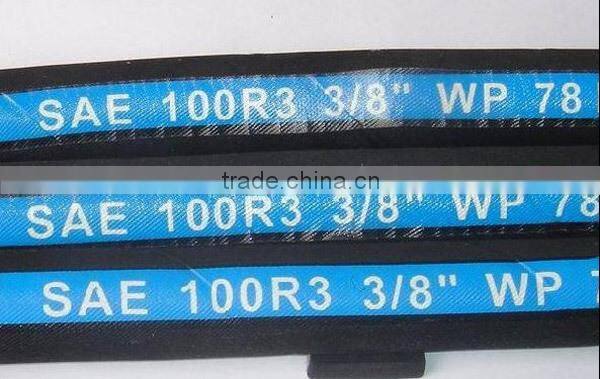 SAE 100R3 3/8" WP 78
trade.china.cn
SAE 100R3 3/8" WP 78
SAE 100R3 3/8" WP 7